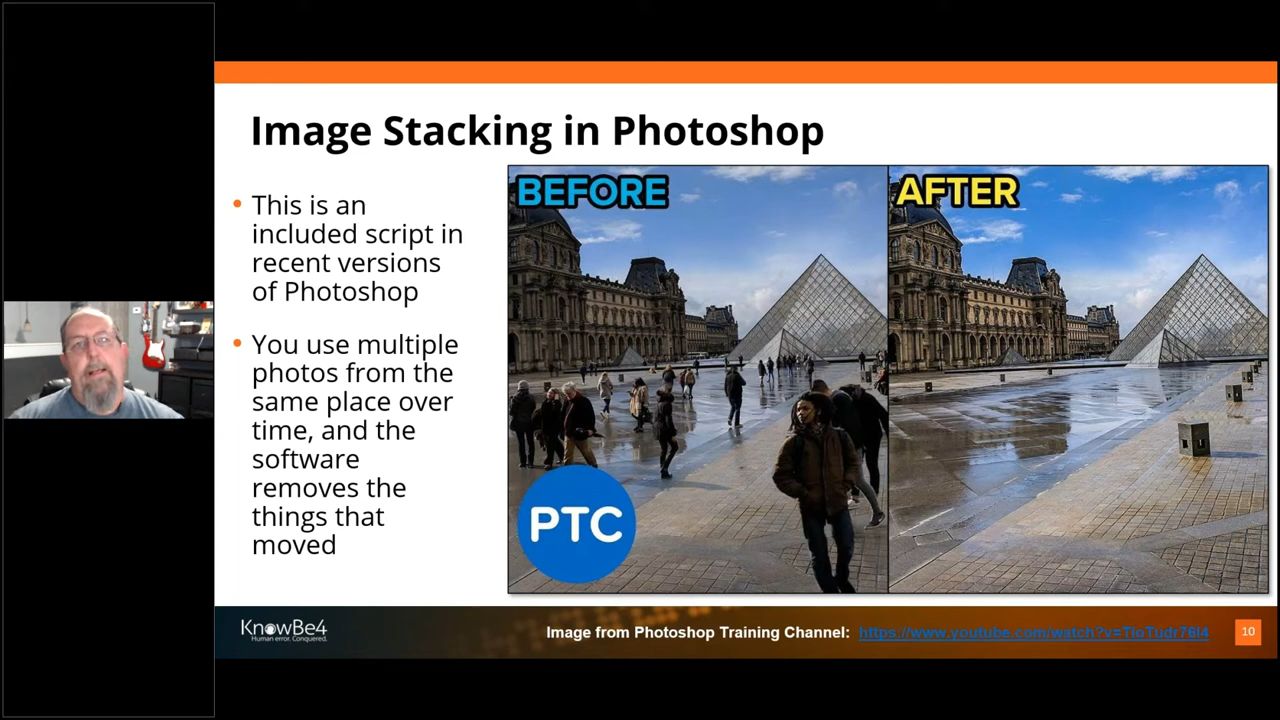 Image Stacking in Photoshop
• This is an
included script in
recent versions
of Photoshop
• You use multiple
photos from the
same place over
time, and the
software
removes the
things that
moved
BEFORE
AFTER
PTC
KnowBe4
Human error. Conquered.
Image from Photoshop Training Channel:
10